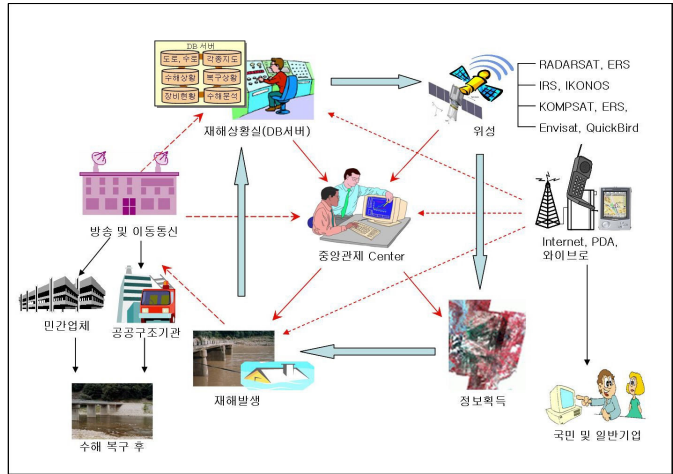 DB 서버
도로, 수로
각종지도
수해상황
복구상황
장비현황
수해분석
재해상황실(DB서버)
위성
RADARSAT, ERS
IRS, IKONOS
KOMPSAT, ERS,
Envisat, QuickBird
방송 및 이동통신
중앙관제 Center
Internet, PDA,
와이브로
민간업체
공공구조기관
재해발생
정보획득
수해 복구 후
국민 및 일반기업